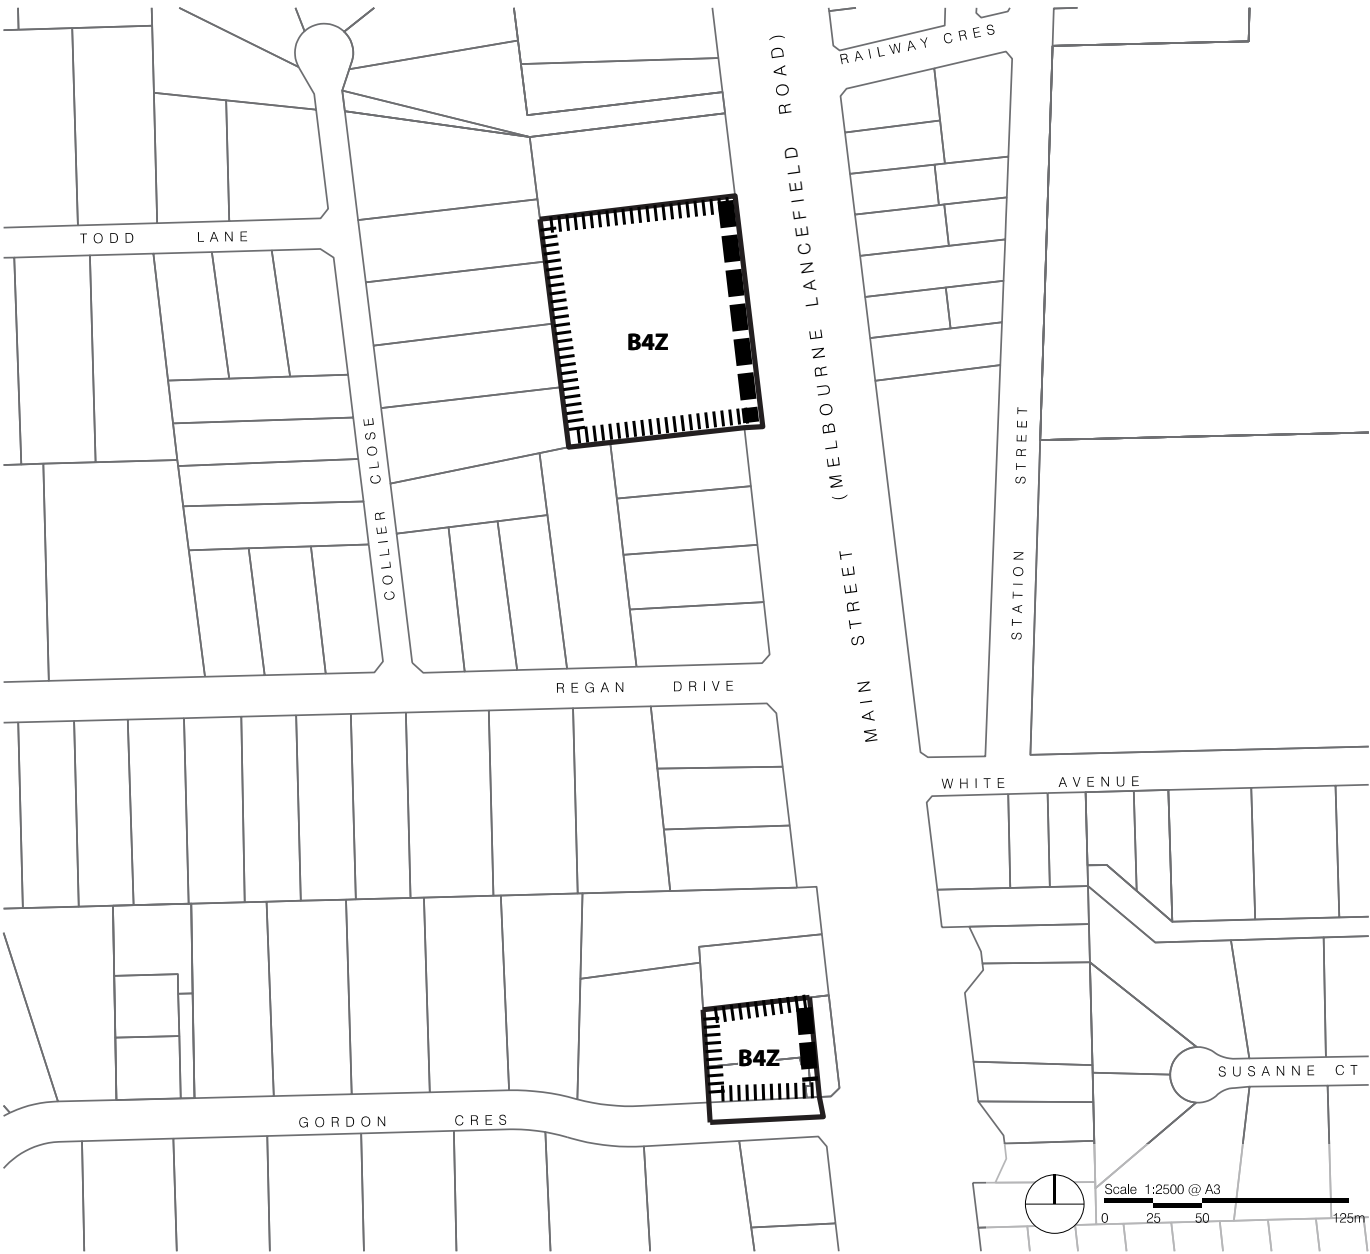 RAILWAY CRES
MAIN STREET (MELBOURNE LANCEFIELD ROAD)
TODD LANE
B4Z
COLLIER CLOSE
STATION STREET
REGAN DRIVE
WHITE AVENUE
B4Z
SUSANNE CT
GORDON CRES
Scale 1:2500 @ A3
0 25 50 125m